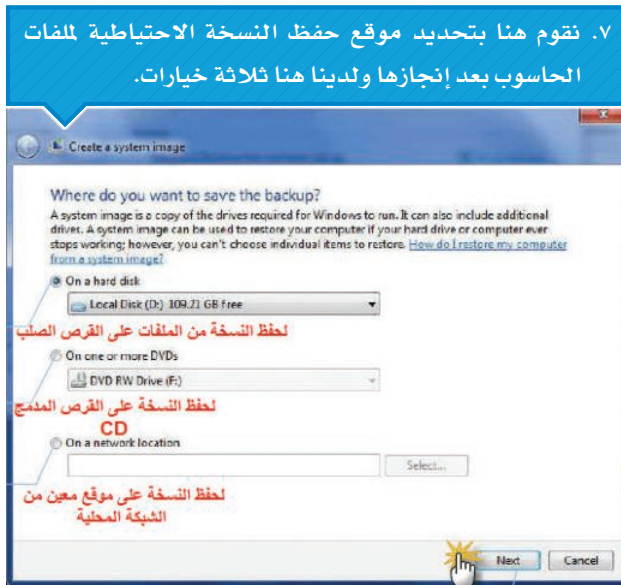 ٧. نقوم هنا بتحديد موقع حفظ النسخة الاحتياطية لملفات
الحاسوب بعد إنجازها ولدينا هنا ثلاثة خيارات.
Create a system image
Where do you want to save the backup?
A system image is a copy of the drives required for Windows to run. It can also include additional
drives. A system image can be used to restore your computer if your hard drive or computer ever
stops working; however, you can't choose individual items to restore. How do I restore my computer
from a system image?
On a hard disk
Local Disk (D:) 109.21 GB free
لحفظ النسخة من الملفات على القرص الصلب
On one or more DVDs
DVD RW Drive (F:)
لحفظ النسخة على القرص المدمج
CD
On a network location
Select...
لحفظ النسخة على موقع معين من
الشبكة المحلية
Next
Cancel